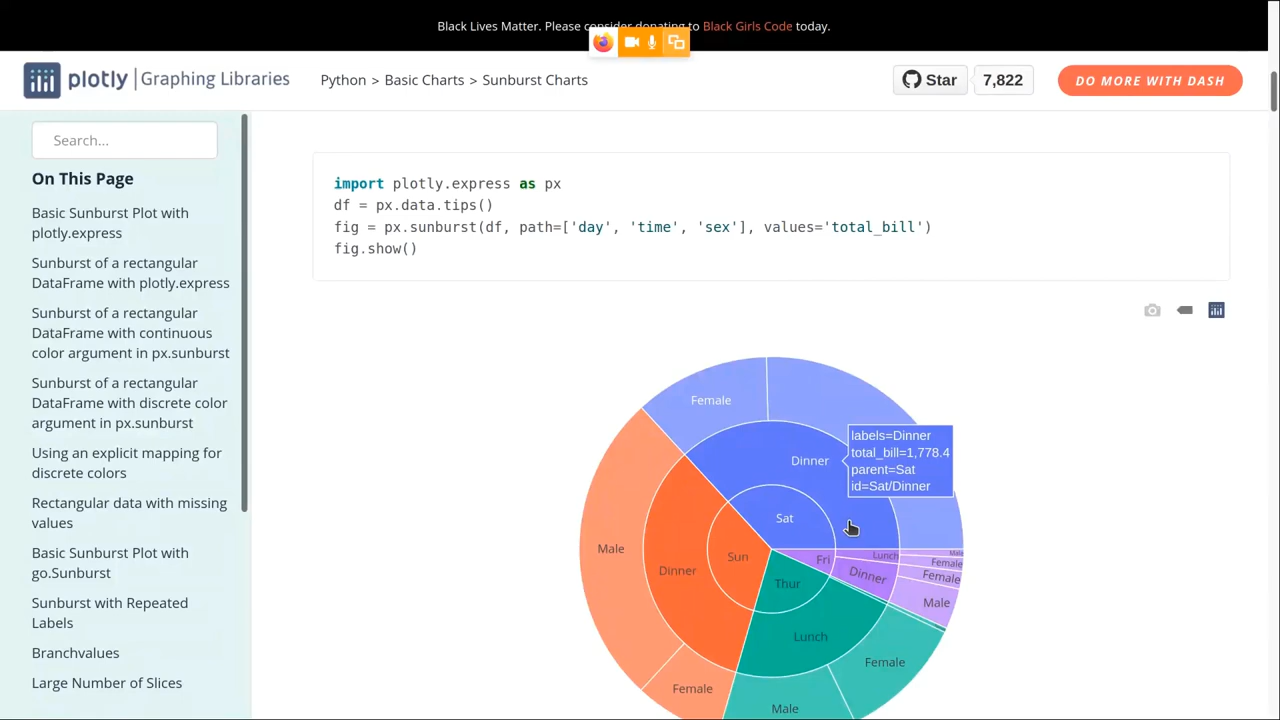 Black Lives Matter. Please consider donating to Black Girls Code today.
plotly | Graphing Libraries
Python > Basic Charts > Sunburst Charts
Star
7,822
DO MORE WITH DASH
Search...
On This Page
Basic Sunburst Plot with
plotly.express
Sunburst of a rectangular
DataFrame with plotly.express
Sunburst of a rectangular
DataFrame with continuous
color argument in px.sunburst
Sunburst of a rectangular
DataFrame with discrete color
argument in px.sunburst
Using an explicit mapping for
discrete colors
Rectangular data with missing
values
Basic Sunburst Plot with
go.Sunburst
Sunburst with Repeated
Labels
Branchvalues
Large Number of Slices
import plotly.express as px
df = px.data.tips()
fig = px.sunburst(df, path=['day', 'time', 'sex'], values='total_bill')
fig.show()
Female
Dinner
labels=Dinner
total_bill=1,778.4
parent=Sat
id=Sat/Dinner
Sat
Male
Dinner
Sun
Fri
Lunch
Male
Female
Dinner
Female
Male
Thur
Lunch
Female
Female
Male